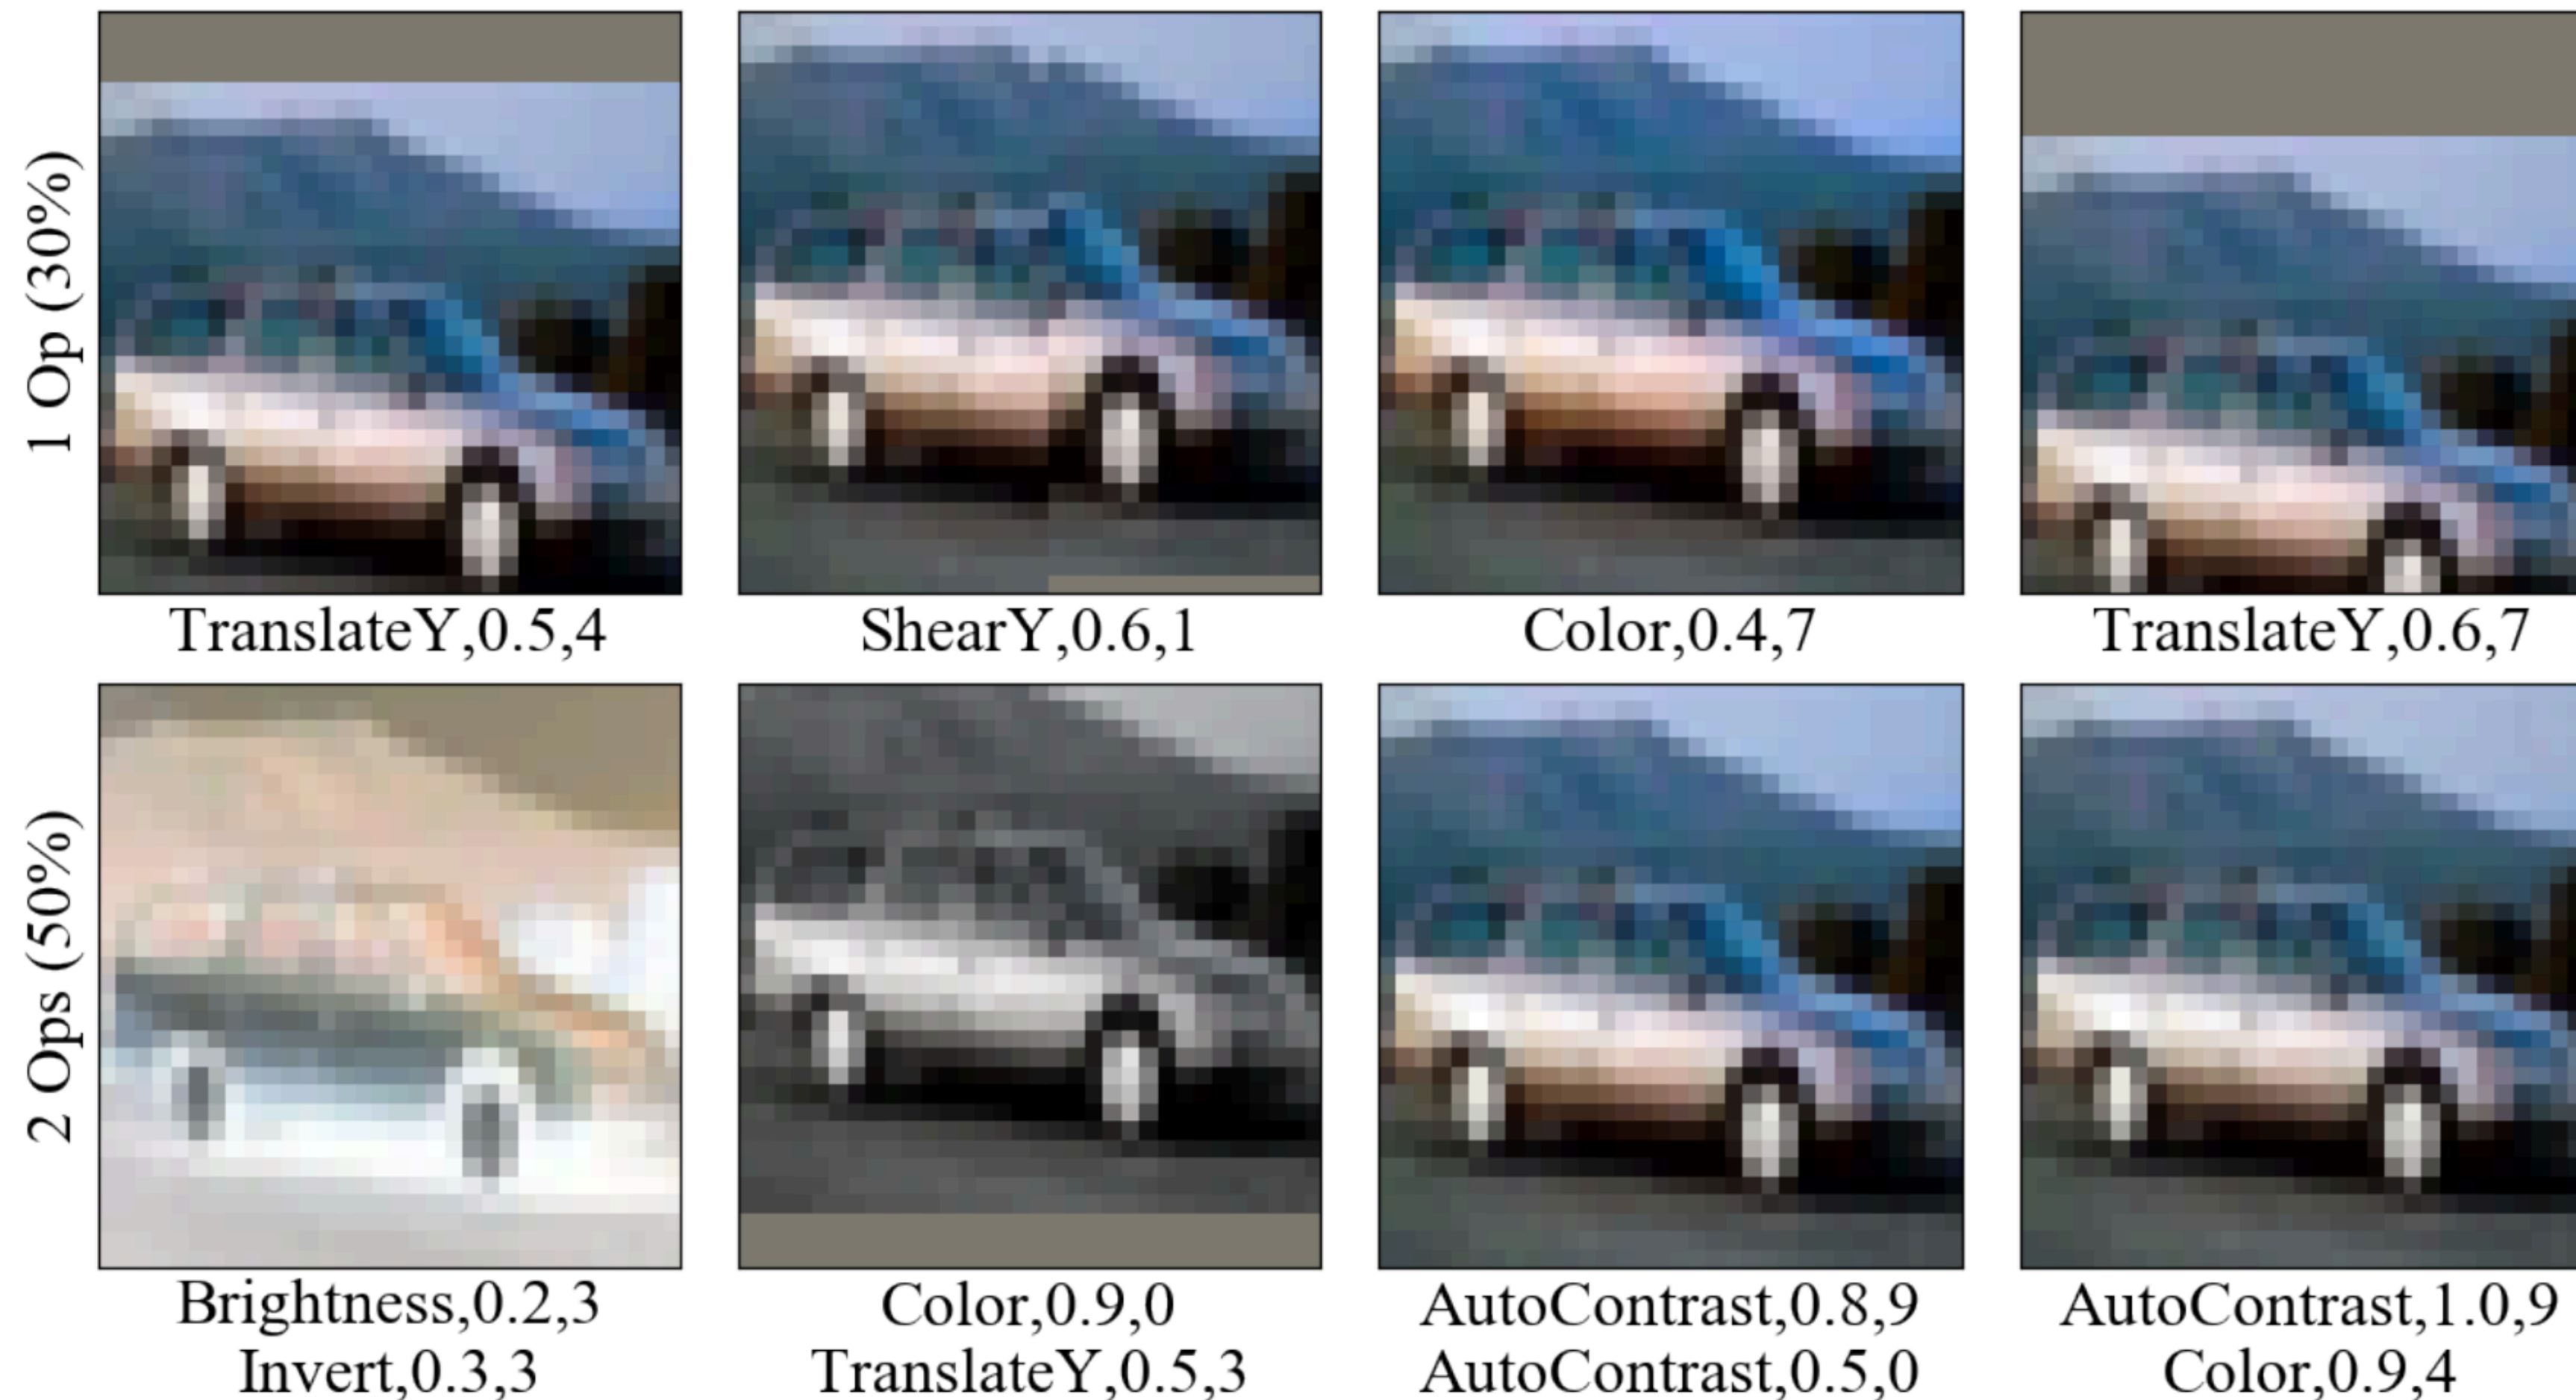 1 Op (30%)
TranslateY,0.5,4
ShearY,0.6,1
Color,0.4,7
TranslateY,0.6,7
2 Ops (50%)
Brightness,0.2,3
Invert,0.3,3
Color,0.9,0
TranslateY,0.5,3
AutoContrast,0.8,9
AutoContrast,0.5,0
AutoContrast,1.0,9
Color,0.9,4